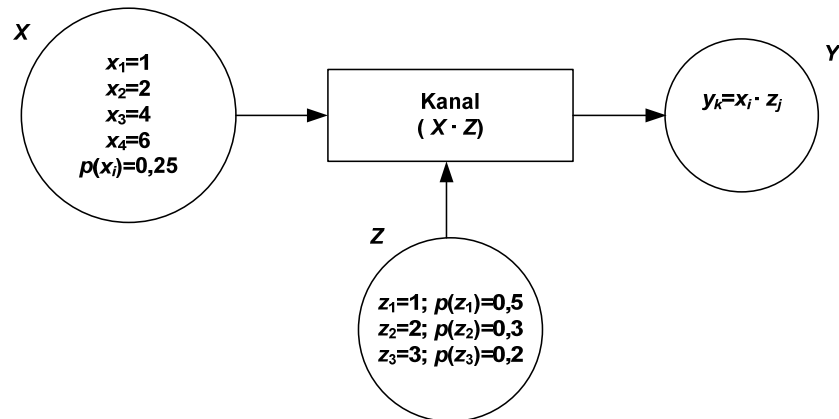 X
x1=1
x2=2
x3=4
x4=6
p(xi)=0,25
Kanal
( X · Z)
Y
yk=xi · zj
Z
z1=1; p(z1)=0,5
z2=2; p(z2)=0,3
z3=3; p(z3)=0,2